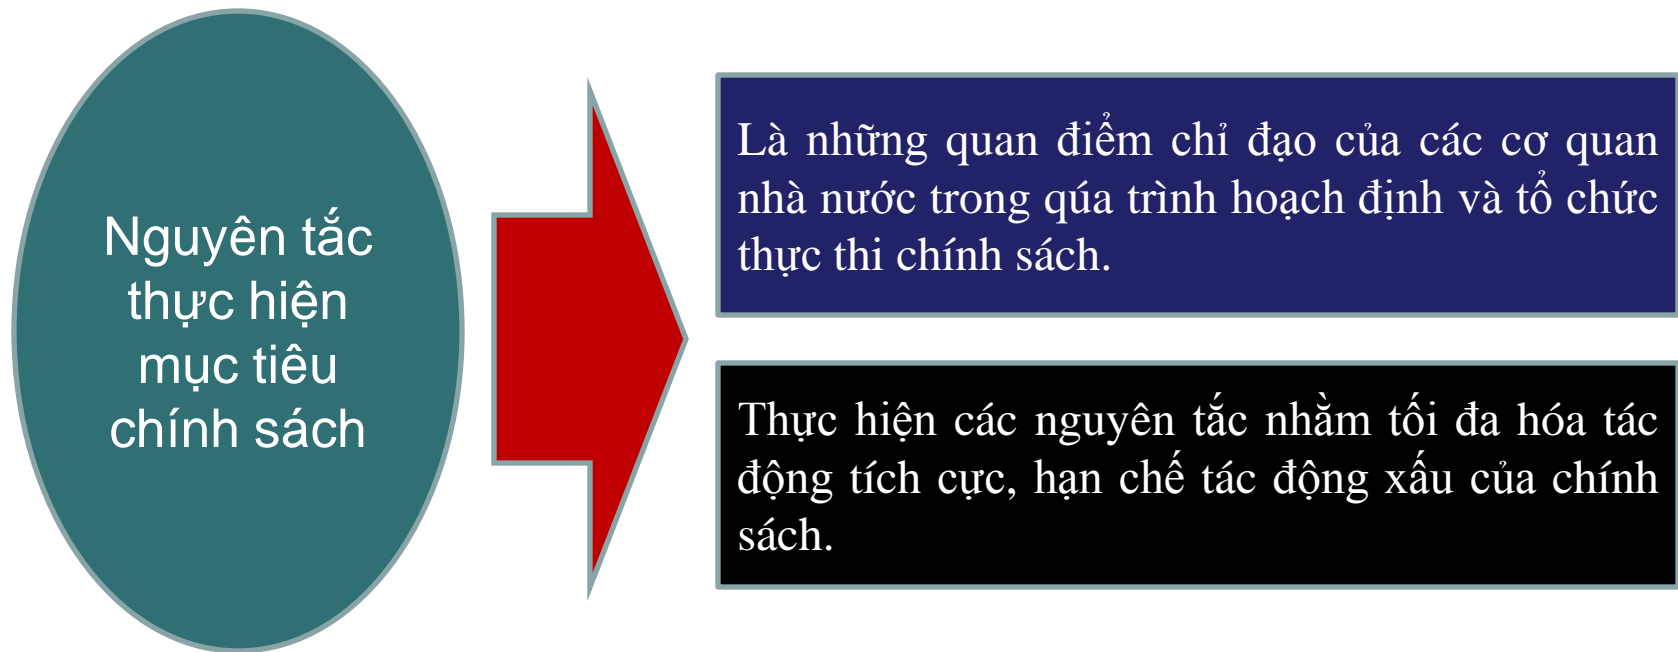 Nguyên tắc
thực hiện
mục tiêu
chính sách
Là những quan điểm chỉ đạo của các cơ quan
nhà nước trong qúa trình hoạch định và tổ chức
thực thi chính sách.
Thực hiện các nguyên tắc nhằm tối đa hóa tác
động tích cực, hạn chế tác động xấu của chính
sách.